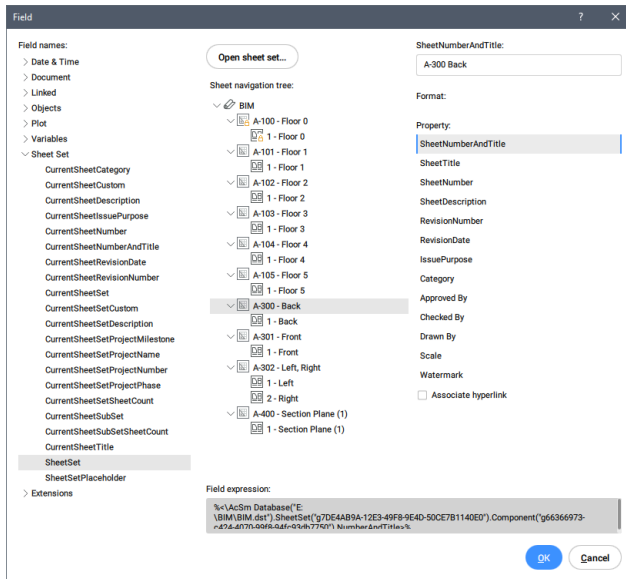 Field
?
Field names:
Date & Time
Document
Linked
Objects
Plot
Variables
Sheet Set
CurrentSheetCategory
CurrentSheetCustom
CurrentSheetDescription
CurrentSheetIssuePurpose
CurrentSheetNumber
CurrentSheetNumberAndTitle
CurrentSheetRevisionDate
CurrentSheetRevisionNumber
CurrentSheetSet
CurrentSheetSetCustom
CurrentSheetSetDescription
CurrentSheetSetProjectMilestone
CurrentSheetSetProjectName
CurrentSheetSetProjectNumber
CurrentSheetSetProjectPhase
CurrentSheetSetSheetCount
CurrentSheetSubSet
CurrentSheetSubSetSheetCount
CurrentSheetTitle
SheetSet
SheetSetPlaceholder
Extensions
Open sheet set...
Sheet navigation tree:
BIM
A-100 - Floor 0
1 - Floor 0
A-101 - Floor 1
1 - Floor 1
A-102 - Floor 2
1 - Floor 2
A-103 - Floor 3
1 - Floor 3
A-104 - Floor 4
1 - Floor 4
A-105 - Floor 5
1 - Floor 5
A-300 - Back
1 - Back
A-301 - Front
1 - Front
A-302 - Left, Right
1 - Left
2 - Right
A-400 - Section Plane (1)
1 - Section Plane (1)
SheetNumberAndTitle:
A-300 Back
Format:
Property:
SheetNumberAndTitle
SheetTitle
SheetNumber
SheetDescription
RevisionNumber
RevisionDate
IssuePurpose
Category
Approved By
Checked By
Drawn By
Scale
Watermark
Associate hyperlink
Field expression:
%<\AcSm Database("E:
\BIM\BIM.dst").SheetSet("g7DE4AB9A-12E3-49F8-9E4D-50CE7B1140E0").Component("g66366973-
c424-4070-99f8-94fc93db7750").NumberAndTitle>%
OK
Cancel